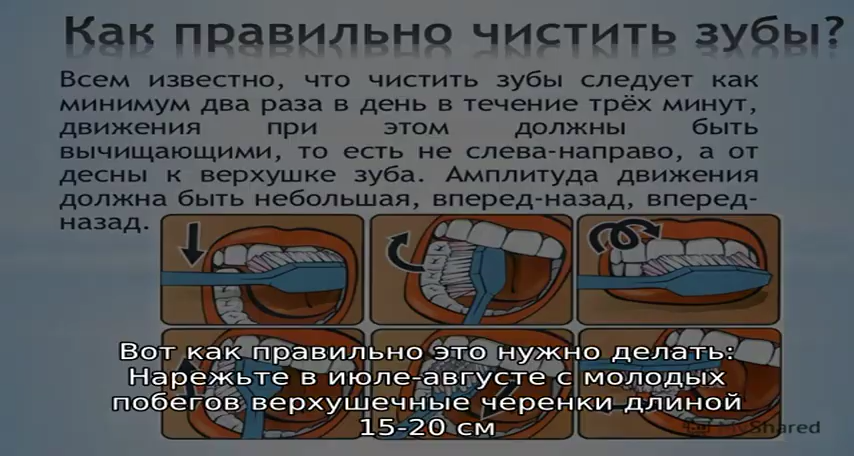 Как правильно чистить зубы?
Всем известно, что чистить зубы следует как
минимум два раза в день в течение трёх минут,
движения при этом должны быть
вычищающими, то есть не слева-направо, а от
десны к верхушке зуба. Амплитуда движения
должна быть небольшая, вперед-назад, вперед-
назад.
Вот как правильно это нужно делать:
Нарежьте в июле-августе с молодых
побегов верхушечные черенки длиной
15-20 см
MyShared